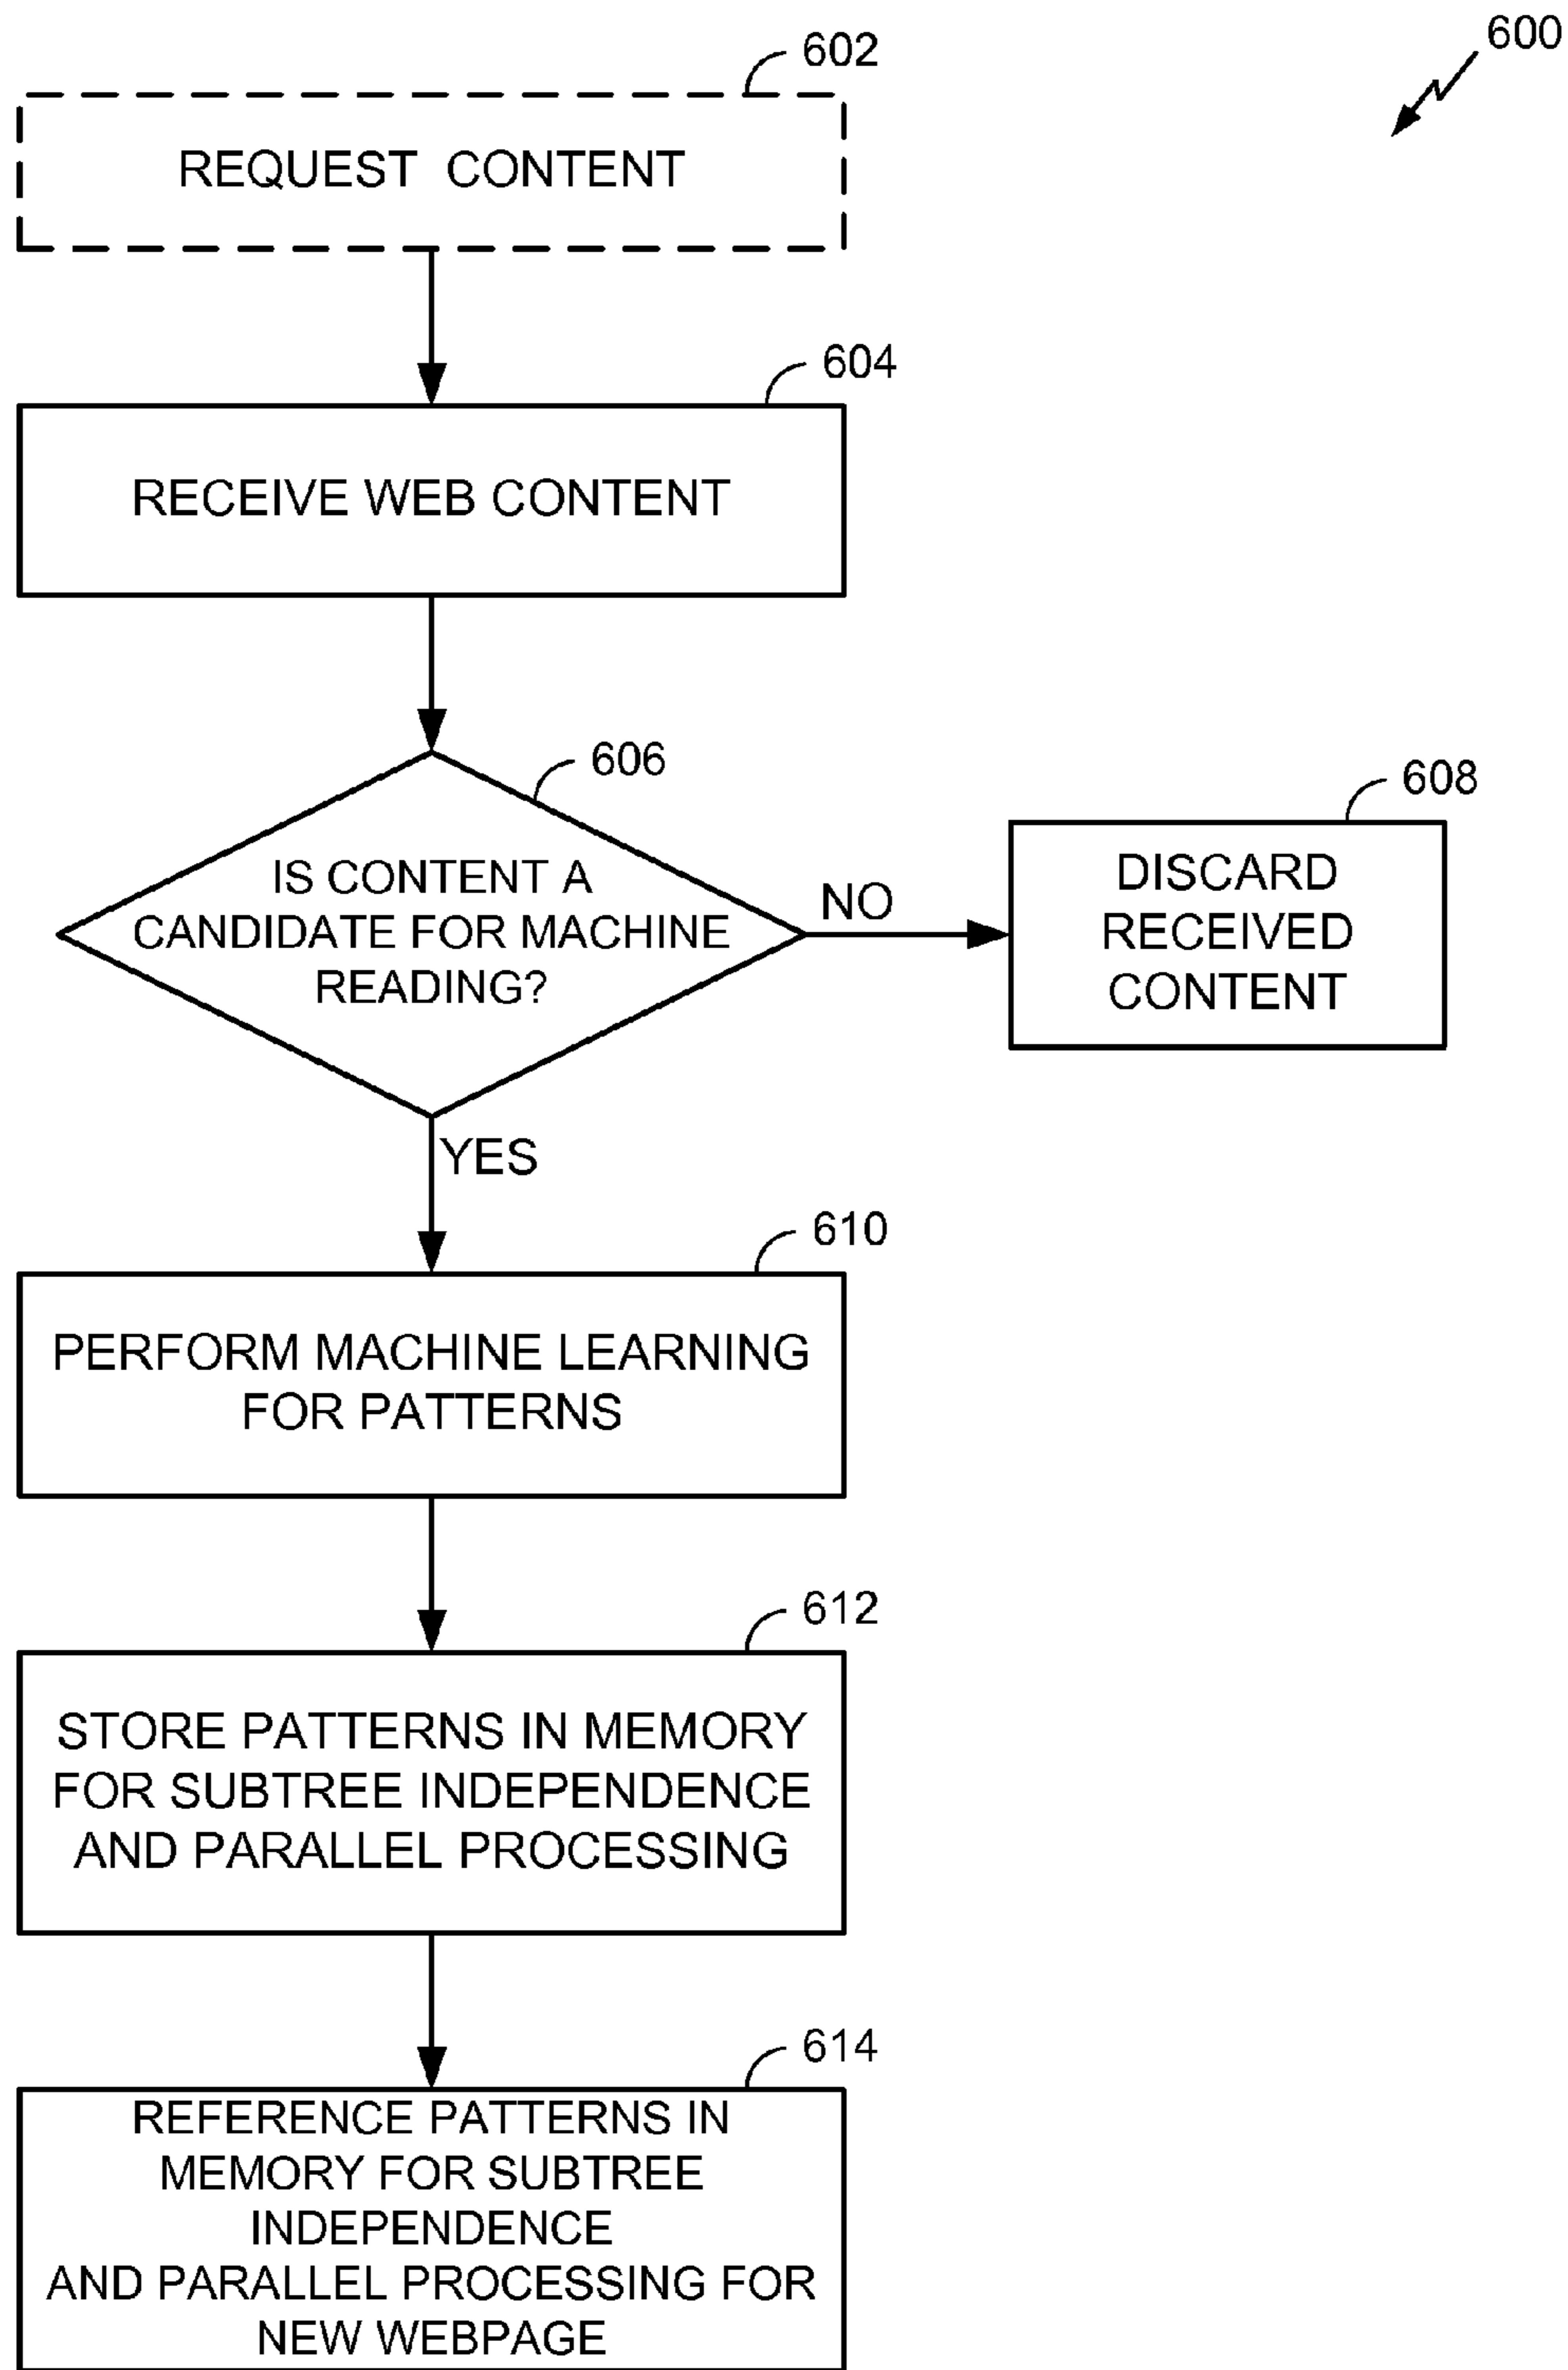 600
602
REQUEST CONTENT
604
RECEIVE WEB CONTENT
606
IS CONTENT A
CANDIDATE FOR MACHINE
READING?
NO
608
DISCARD
RECEIVED
CONTENT
YES
610
PERFORM MACHINE LEARNING
FOR PATTERNS
612
STORE PATTERNS IN MEMORY
FOR SUBTREE INDEPENDENCE
AND PARALLEL PROCESSING
614
REFERENCE PATTERNS IN
MEMORY FOR SUBTREE
INDEPENDENCE
AND PARALLEL PROCESSING FOR
NEW WEBPAGE